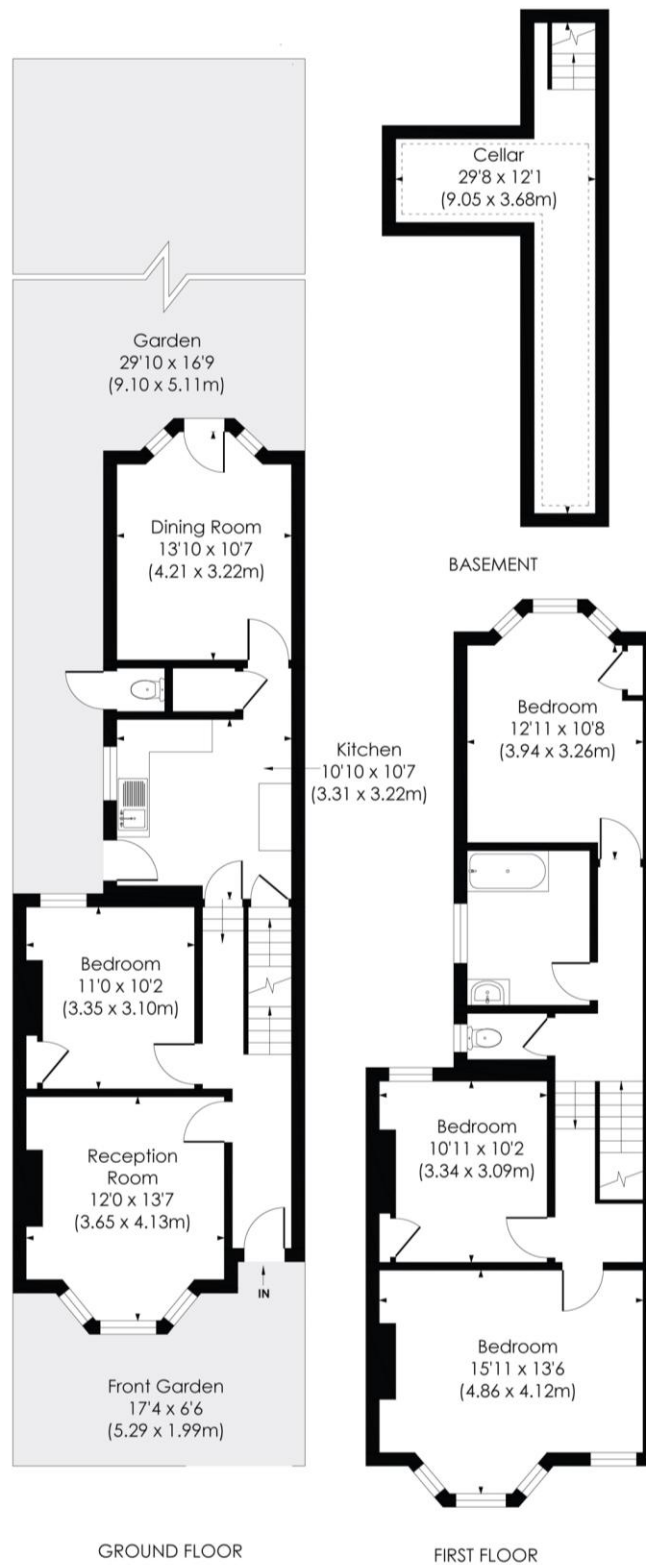 Cellar
29'8 x 12'1
(9.05 x 3.68m)
BASEMENT
Garden
29'10 x 16'9
(9.10 x 5.11m)
Dining Room
13'10 x 10'7
(4.21 x 3.22m)
Kitchen
10'10 x 10'7
(3.31 x 3.22m)
Bedroom
11'0 x 10'2
(3.35 x 3.10m)
Reception
Room
12'0 x 13'7
(3.65 x 4.13m)
IN
Front Garden
17'4 x 6'6
(5.29 x 1.99m)
GROUND FLOOR
Bedroom
12'11 x 10'8
(3.94 x 3.26m)
Bedroom
10'11 x 10'2
(3.34 x 3.09m)
Bedroom
15'11 x 13'6
(4.86 x 4.12m)
FIRST FLOOR